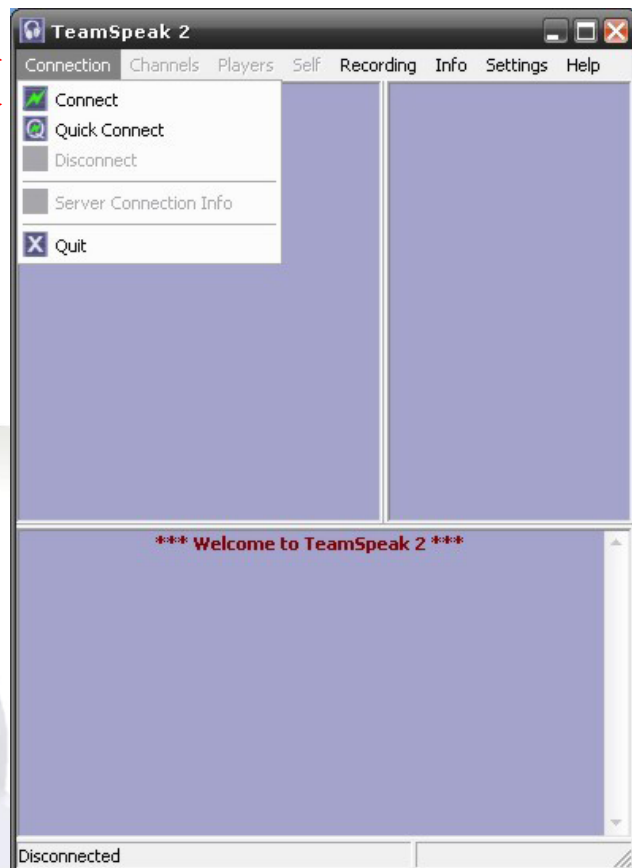 TeamSpeak 2
Connection Channels Players Self Recording Info Settings Help
Connect
Quick Connect
Disconnect
Server Connection Info
Quit
*** Welcome to TeamSpeak 2 ***
Disconnected